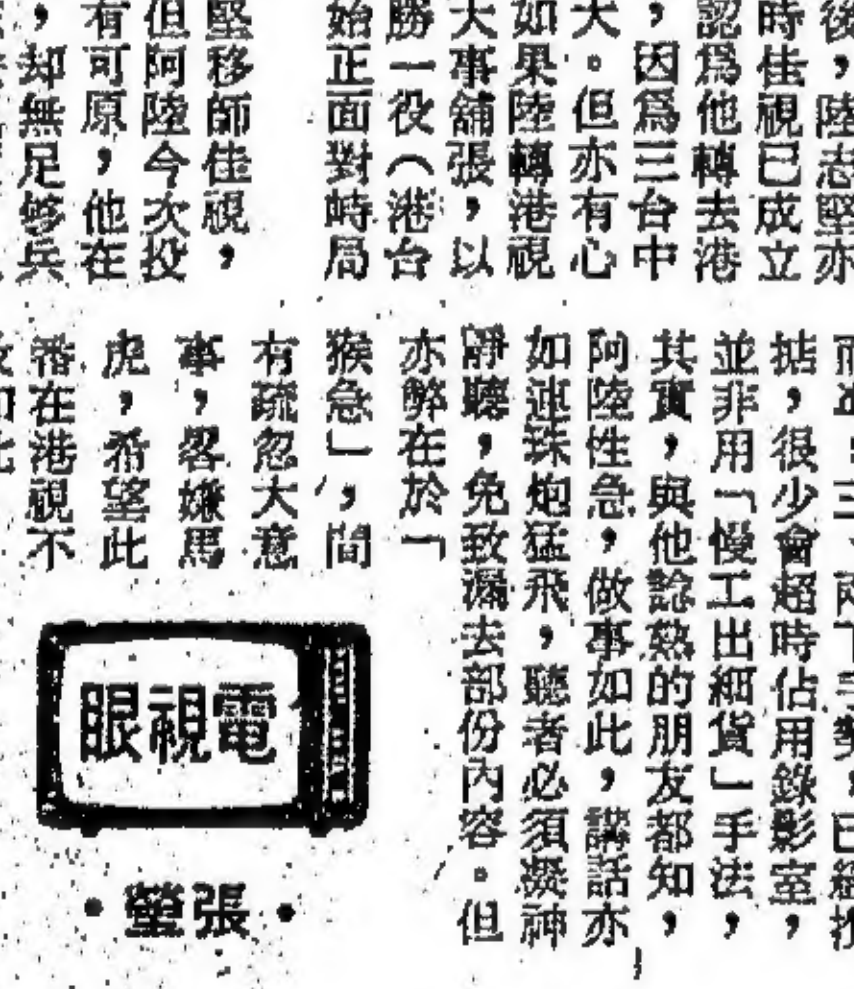 後，陸志堅亦
時佳視已成立
認爲他轉去港
，因爲三台中
大。但亦有心
如果陸轉港視
大事舖張，以
勝一役（港台
始正面對峙局
堅移師佳視，
但阿陸今次投
有可原，他在
，却無足够兵
掂，很少會超時佔用錄影室，
並非用「慢工出細貨」手法，
其實，與他諗熟的朋友都知，
阿陸性急，做事如此，講話亦
如連珠炮猛飛，聽者必須凝神
靜聽，免致漏去部份內容。但
亦弊在於「
猴急」，間
有疏忽大意
事，畧嫌馬
虎，希望此
番在港視不
電視眼
•張瑩•